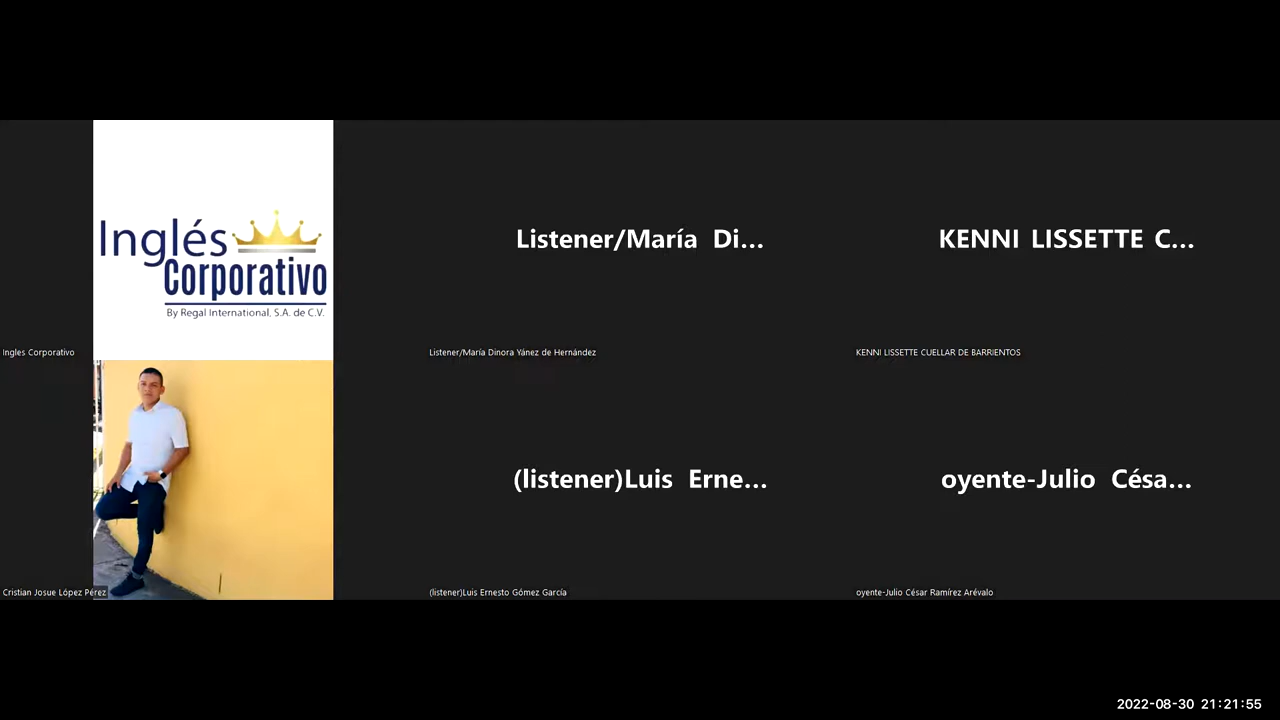 Inglés
Corporativo
By Regal International, S.A. de C.V.
Ingles Corporativo
Listener/María Di...
Listener/María Dinora Yánez de Hernández
KENNI LISSETTE C...
KENNI LISSETTE CUELLAR DE BARRIENTOS
Cristian Josue López Pérez
(listener)Luis Erne...
(listener)Luis Ernesto Gómez García
oyente-Julio Césa...
oyente-Julio César Ramírez Arévalo
2022-08-30 21:21:55